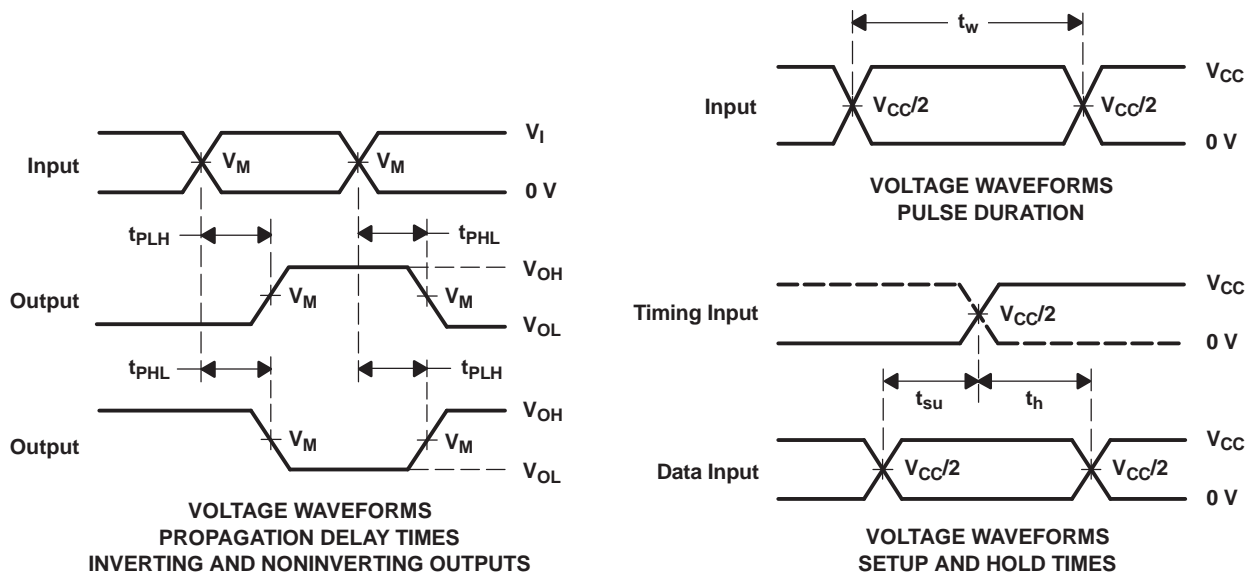 Input
V_M
V_M
V_I
0 V
t_PLH
t_PHL
Output
V_M
V_M
V_OH
V_OL
t_PHL
t_PLH
Output
V_M
V_M
V_OH
V_OL
VOLTAGE WAVEFORMS
PROPAGATION DELAY TIMES
INVERTING AND NONINVERTING OUTPUTS
t_w
Input
V_CC/2
V_CC/2
V_CC
0 V
VOLTAGE WAVEFORMS
PULSE DURATION
Timing Input
V_CC/2
V_CC
0 V
t_su
t_h
Data Input
V_CC/2
V_CC/2
V_CC
0 V
VOLTAGE WAVEFORMS
SETUP AND HOLD TIMES